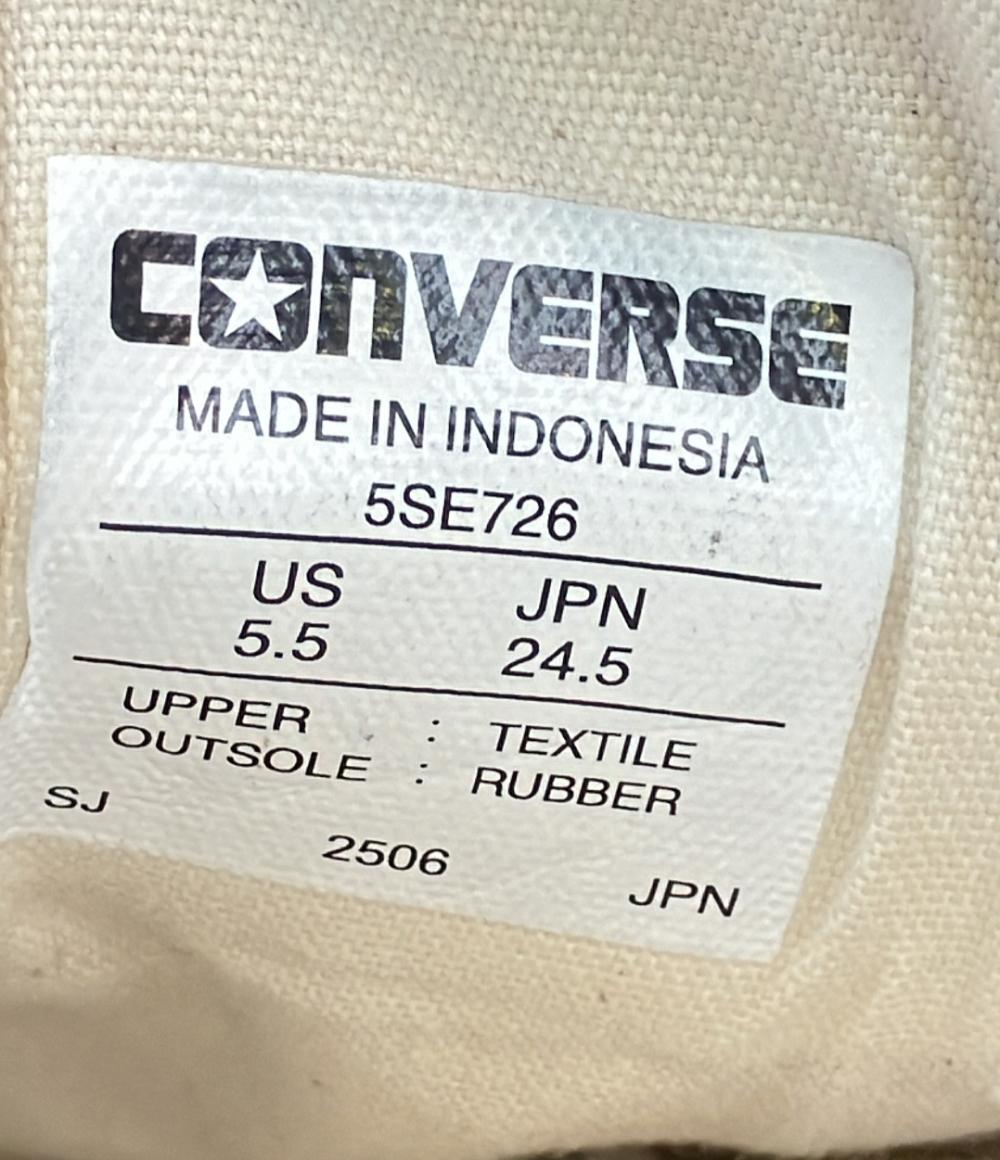 CONVERSE
MADE IN INDONESIA
5SE726
US JPN
5.5 24.5
UPPER : TEXTILE
OUTSOLE : RUBBER
SJ 2506 JPN